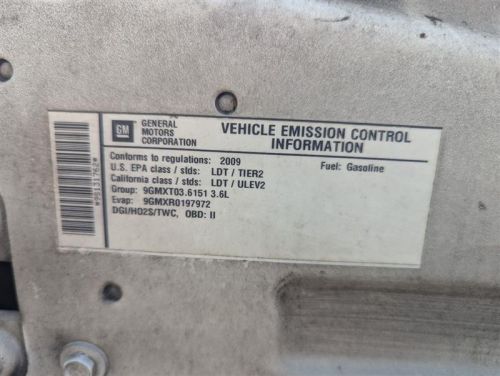 GM
GENERAL
MOTORS
CORPORATION
VEHICLE EMISSION CONTROL
INFORMATION
Conforms to regulations: 2009
Fuel: Gasoline
U.S. EPA class / stds: LDT / TIER2
California class / stds: LDT / ULEV2
Group: 9GMXT03.6151 3.6L
Evap: 9GMXR0197972
DGI/HO2S/TWC, OBD: II